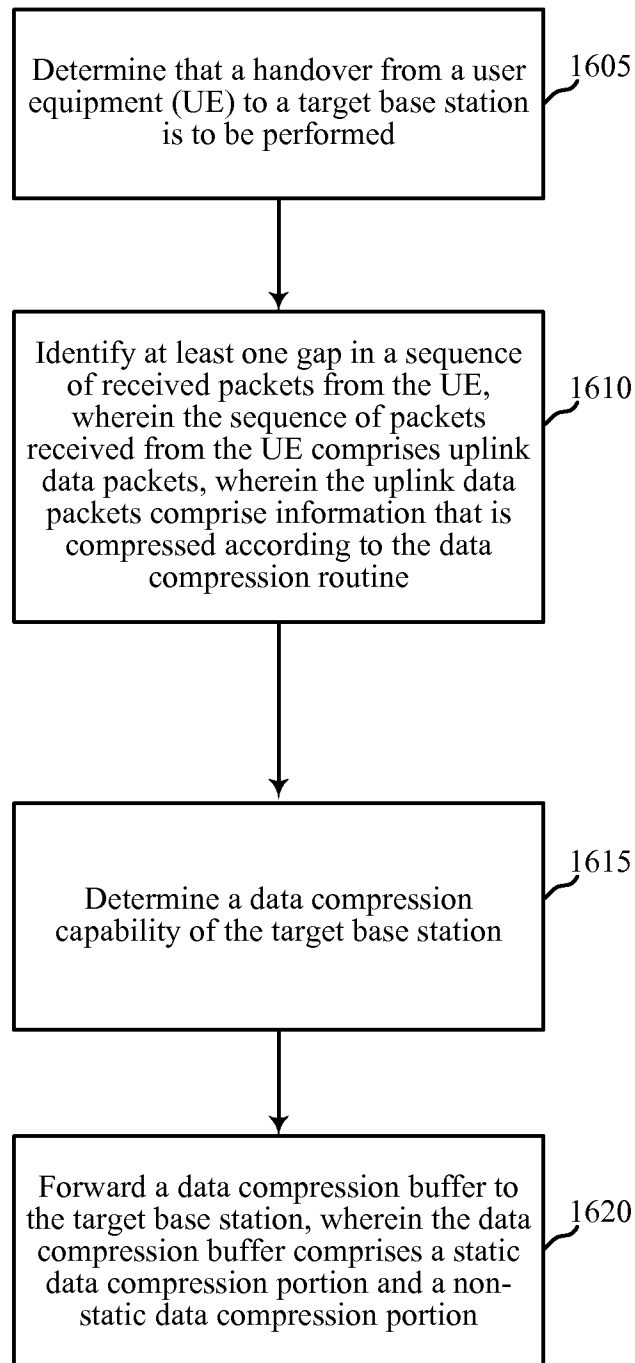 Determine that a handover from a user
equipment (UE) to a target base station
is to be performed
1605
Identify at least one gap in a sequence
of received packets from the UE,
wherein the sequence of packets
received from the UE comprises uplink
data packets, wherein the uplink data
packets comprise information that is
compressed according to the data
compression routine
1610
Determine a data compression
capability of the target base station
1615
Forward a data compression buffer to
the target base station, wherein the data
compression buffer comprises a static
data compression portion and a non-
static data compression portion
1620